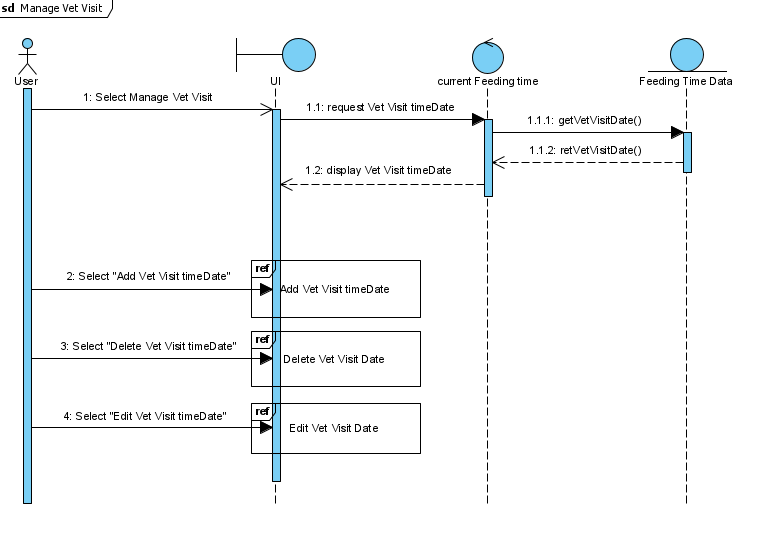 sd Manage Vet Visit
User
UI
current Feeding time
Feeding Time Data
1: Select Manage Vet Visit
1.1: request Vet Visit timeDate
1.1.1: getVetVisitDate()
1.1.2: retVetVisitDate()
1.2: display Vet Visit timeDate
ref
2: Select "Add Vet Visit timeDate"
Add Vet Visit timeDate
ref
3: Select "Delete Vet Visit timeDate"
Delete Vet Visit Date
ref
4: Select "Edit Vet Visit timeDate"
Edit Vet Visit Date